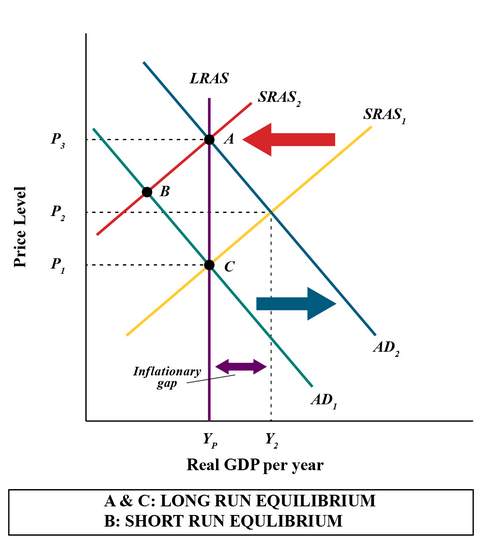 LRAS
SRAS2
SRAS1
P3
A
B
P2
Price Level
P1
C
AD2
Inflationary
gap
AD1
YP
Y2
Real GDP per year
A & C: LONG RUN EQUILIBRIUM
B: SHORT RUN EQULIBRIUM